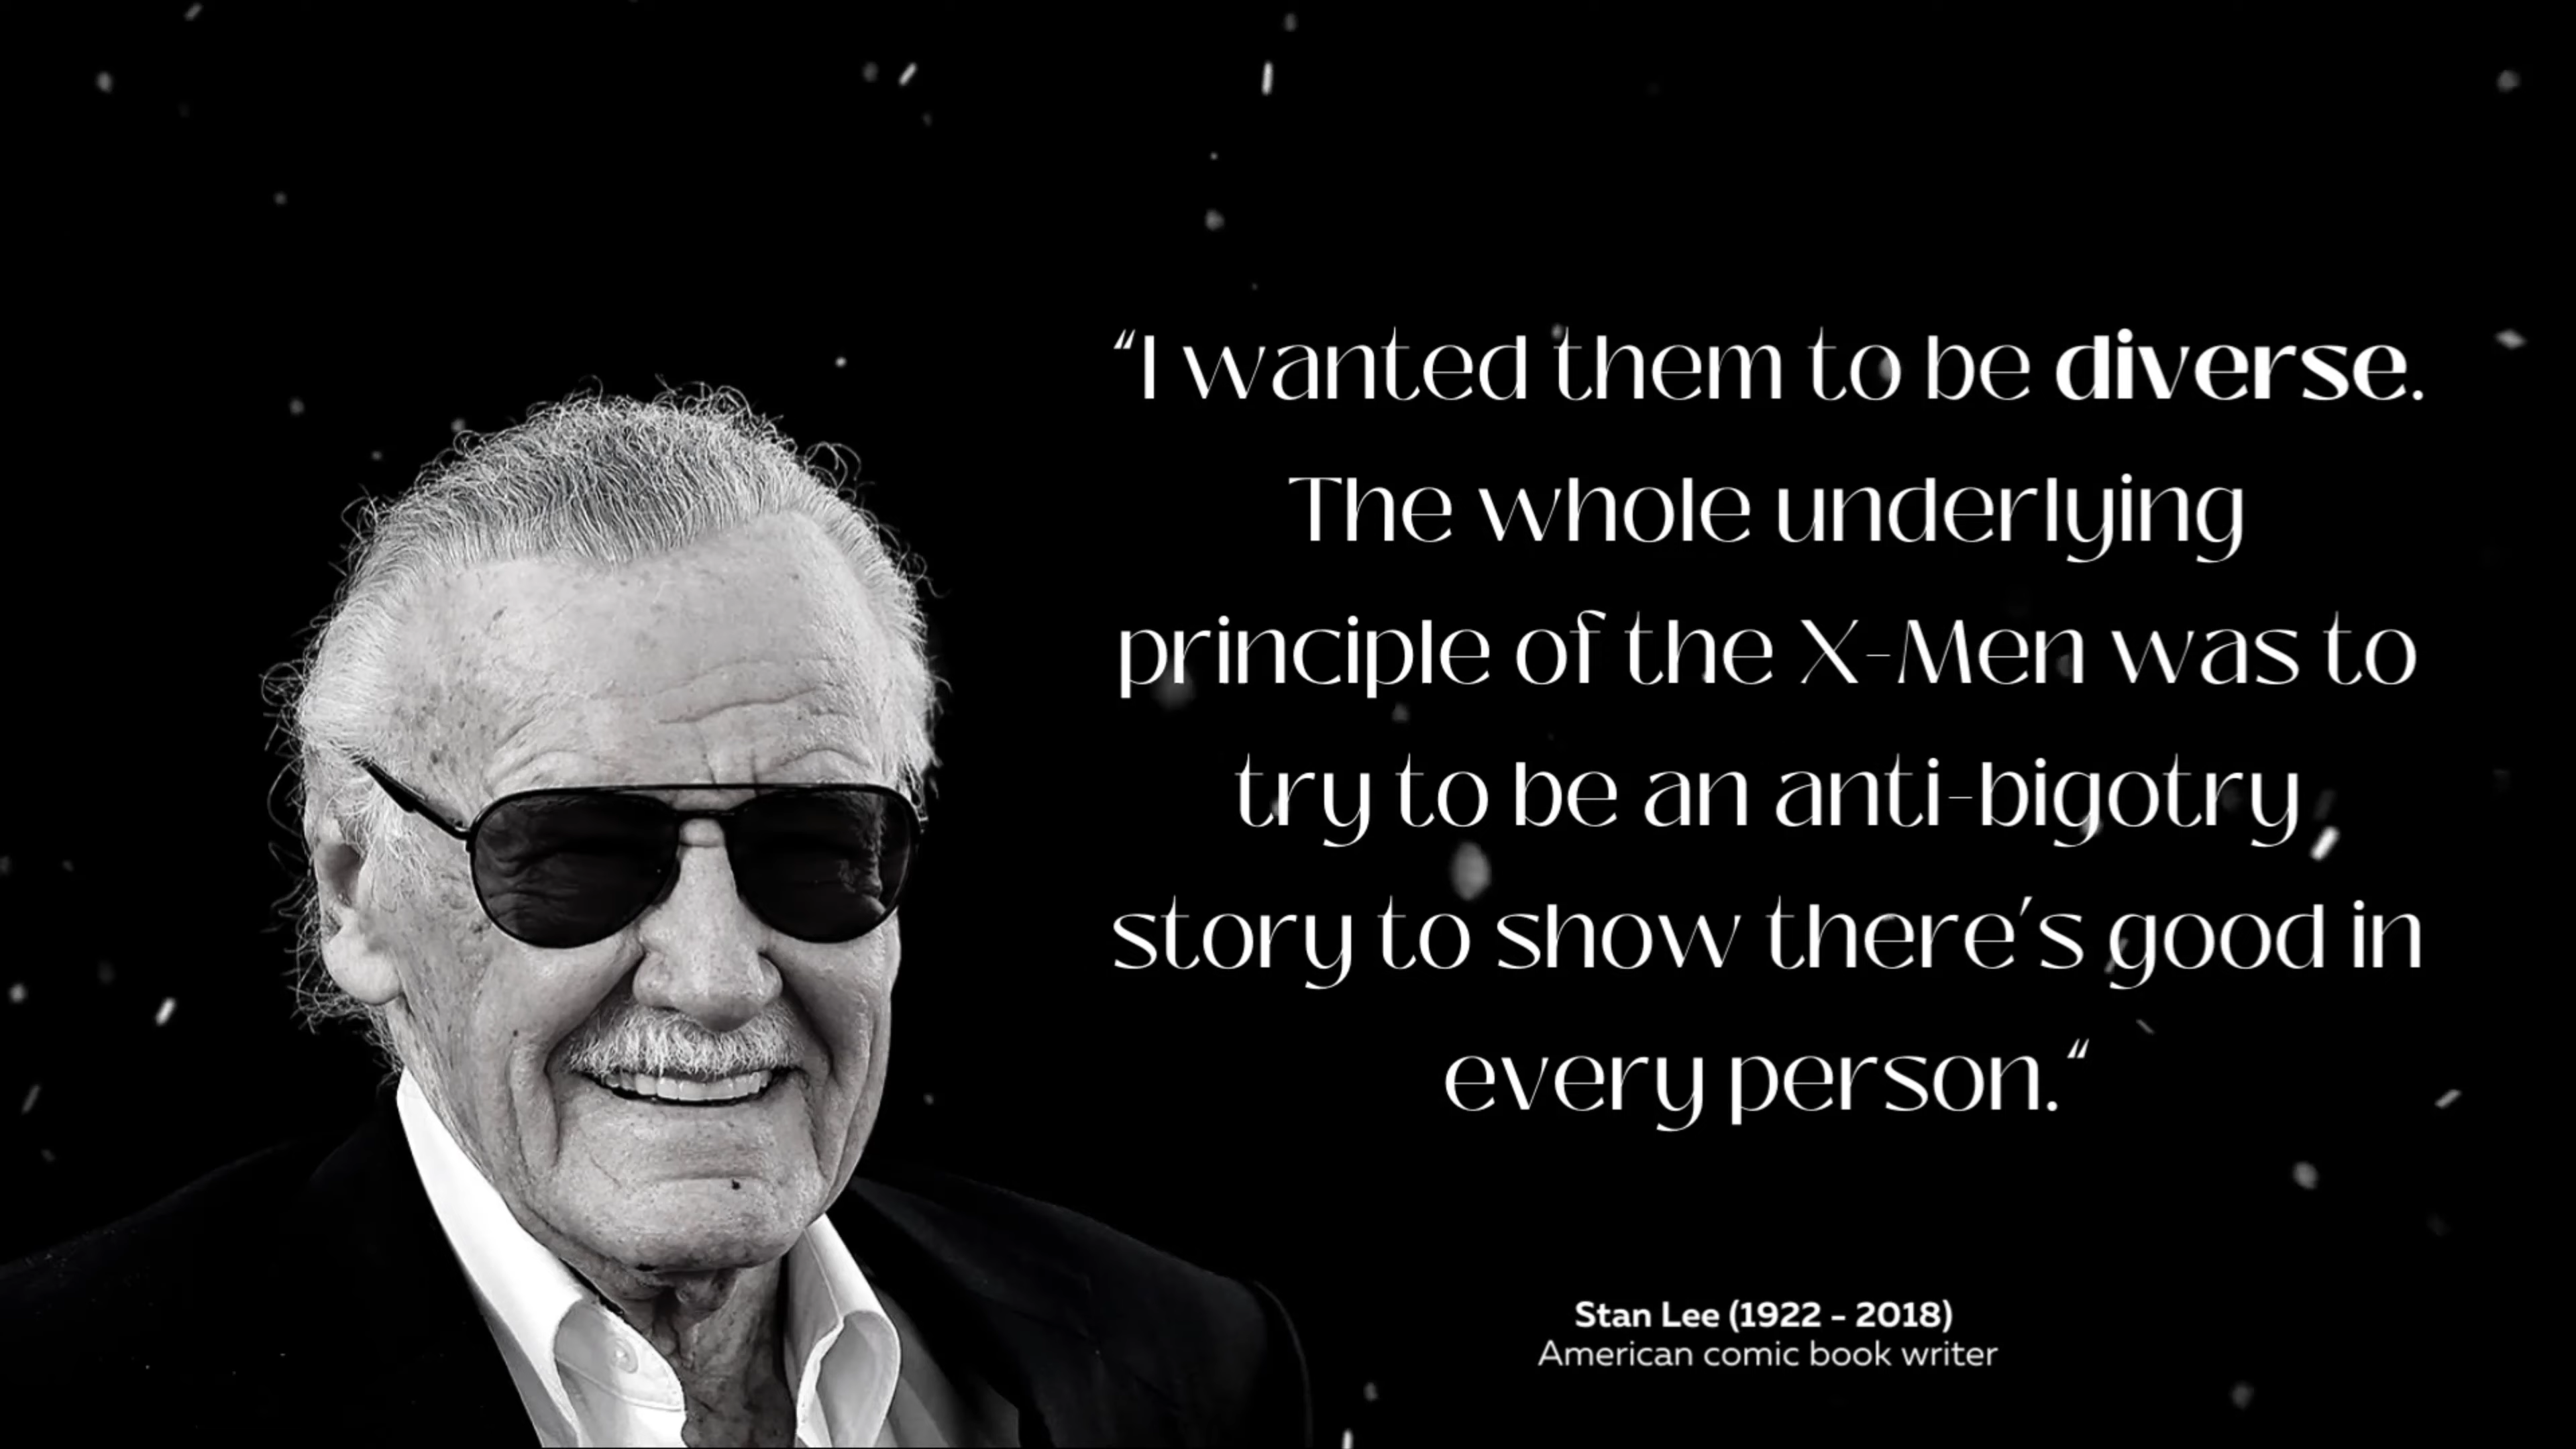 “I wanted them to be diverse.
The whole underlying
principle of the X-Men was to
try to be an anti-bigotry
story to show there’s good in
every person.“
Stan Lee (1922 - 2018)
American comic book writer